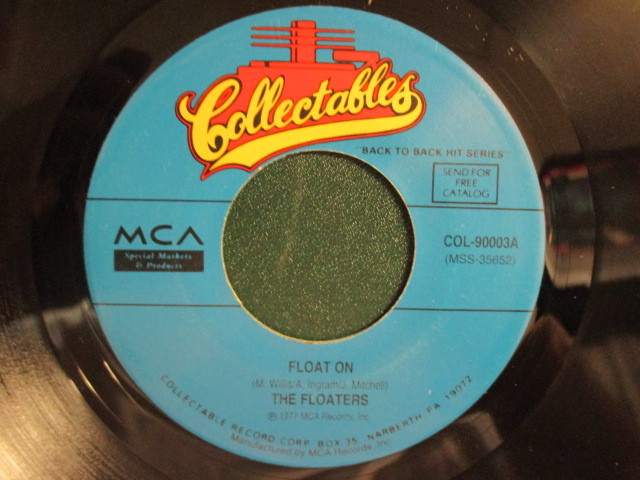 Collectables
"BACK TO BACK HIT SERIES"
SEND FOR
FREE
CATALOG
MCA
Special Markets
& Products
COL-90003A
(MSS-35652)
FLOAT ON
(M. Willis/A. Ingram/J. Mitchell)
THE FLOATERS
℗ 1977 MCA Records, Inc.
COLLECTABLE RECORD CORP. BOX 35, NARBERTH, PA 19072
Manufactured by MCA Records, Inc.